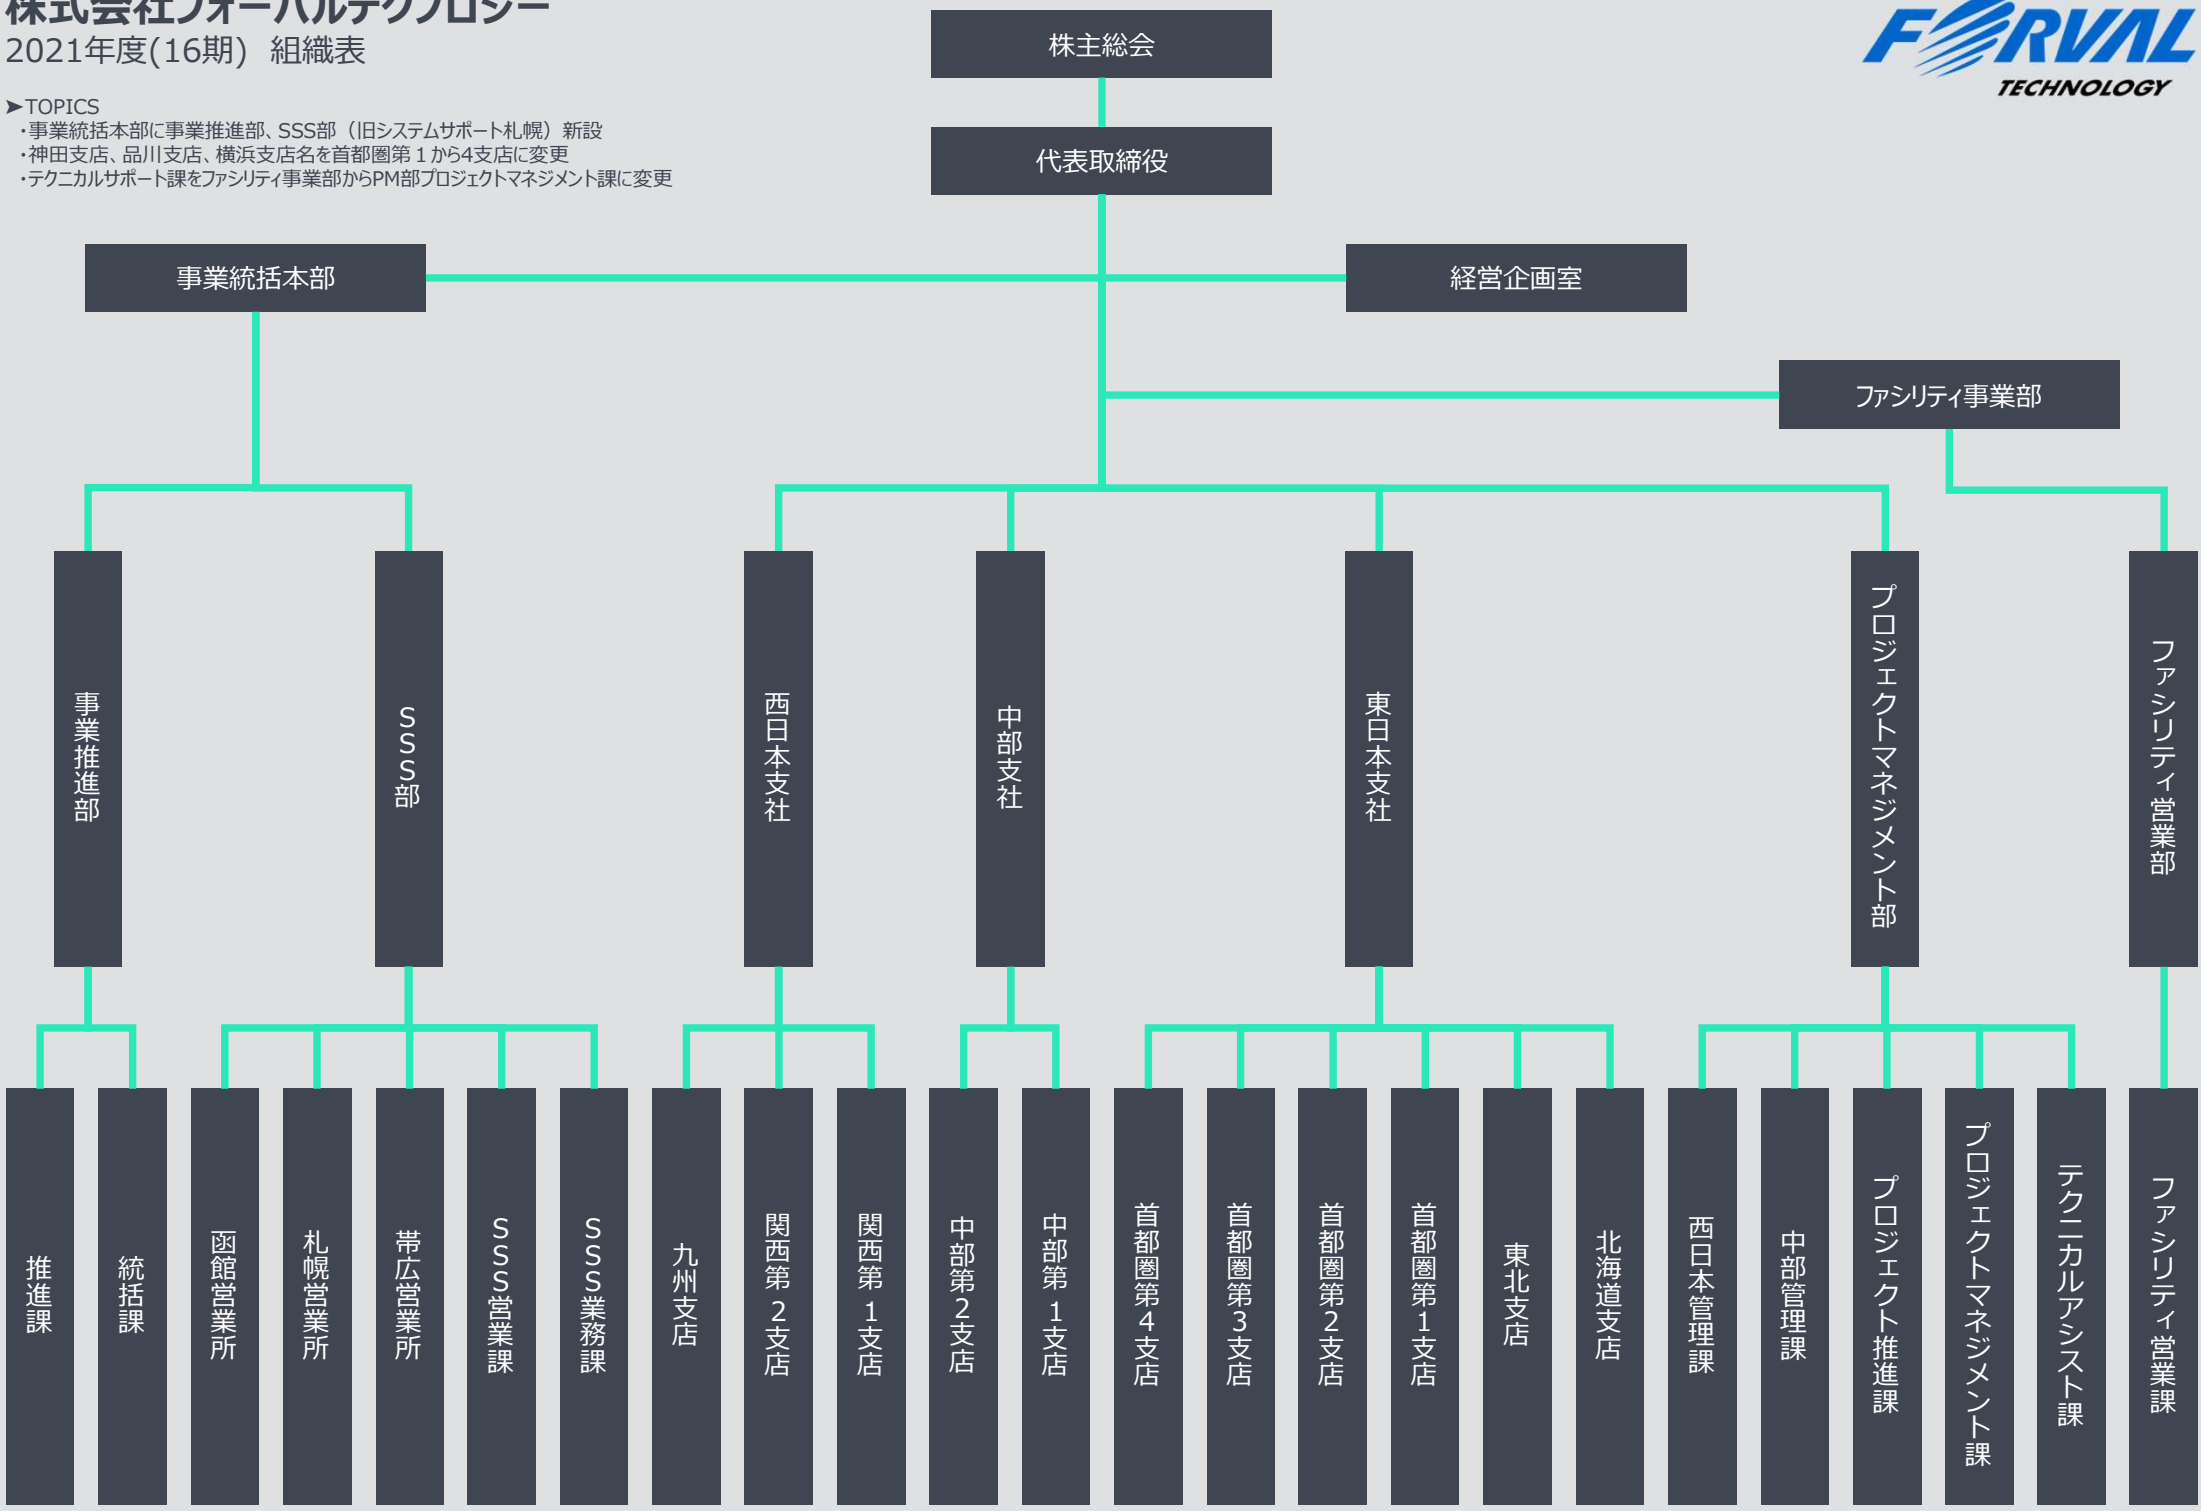 株式会社フォーバルテクノロジー
2021年度(16期) 組織表
FORVAL
TECHNOLOGY
➤TOPICS
・事業統括本部に事業推進部、SSS部（旧システムサポート札幌）新設
・神田支店、品川支店、横浜支店名を首都圏第１から4支店に変更
・テクニカルサポート課をファシリティ事業部からPM部プロジェクトマネジメント課に変更
株主総会
代表取締役
事業統括本部
経営企画室
ファシリティ事業部
事業推進部
SSS部
西日本支社
中部支社
東日本支社
プロジェクトマネジメント部
ファシリティ営業部
推進課
統括課
函館営業所
札幌営業所
帯広営業所
SSS営業課
SSS業務課
九州支店
関西第２支店
関西第１支店
中部第2支店
中部第１支店
首都圏第4支店
首都圏第3支店
首都圏第2支店
首都圏第1支店
東北支店
北海道支店
西日本管理課
中部管理課
プロジェクト推進課
プロジェクトマネジメント課
テクニカルアシスト課
ファシリティ営業課